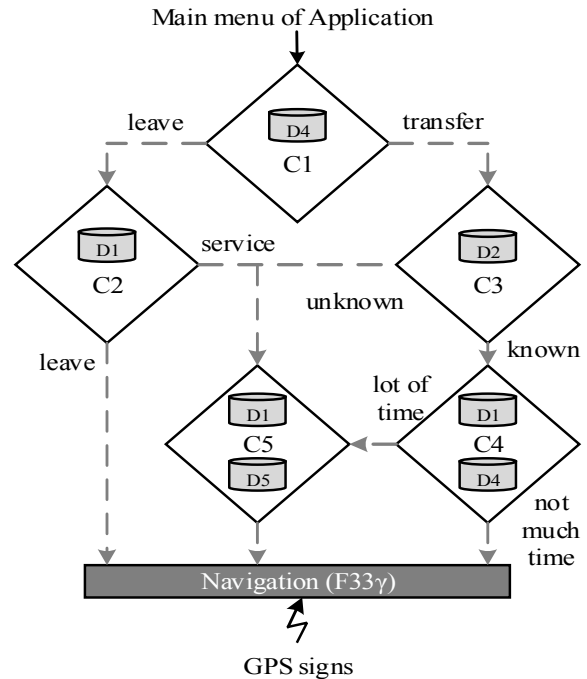 Main menu of Application
leave
transfer
D4
C1
D1
C2
service
D2
C3
unknown
leave
known
lot of
time
D1
C5
D5
D1
C4
D4
not
much
time
Navigation (F33γ)
GPS signs